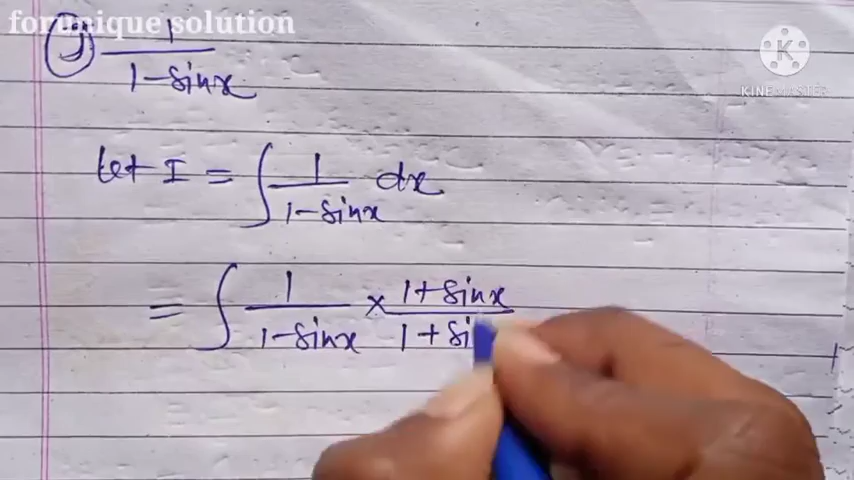 forunique solution
1/(1-sinx)
KINEMASTER
let I = ∫ 1/(1-sinx) dx
= ∫ 1/(1-sinx) × (1+sinx)/(1+si